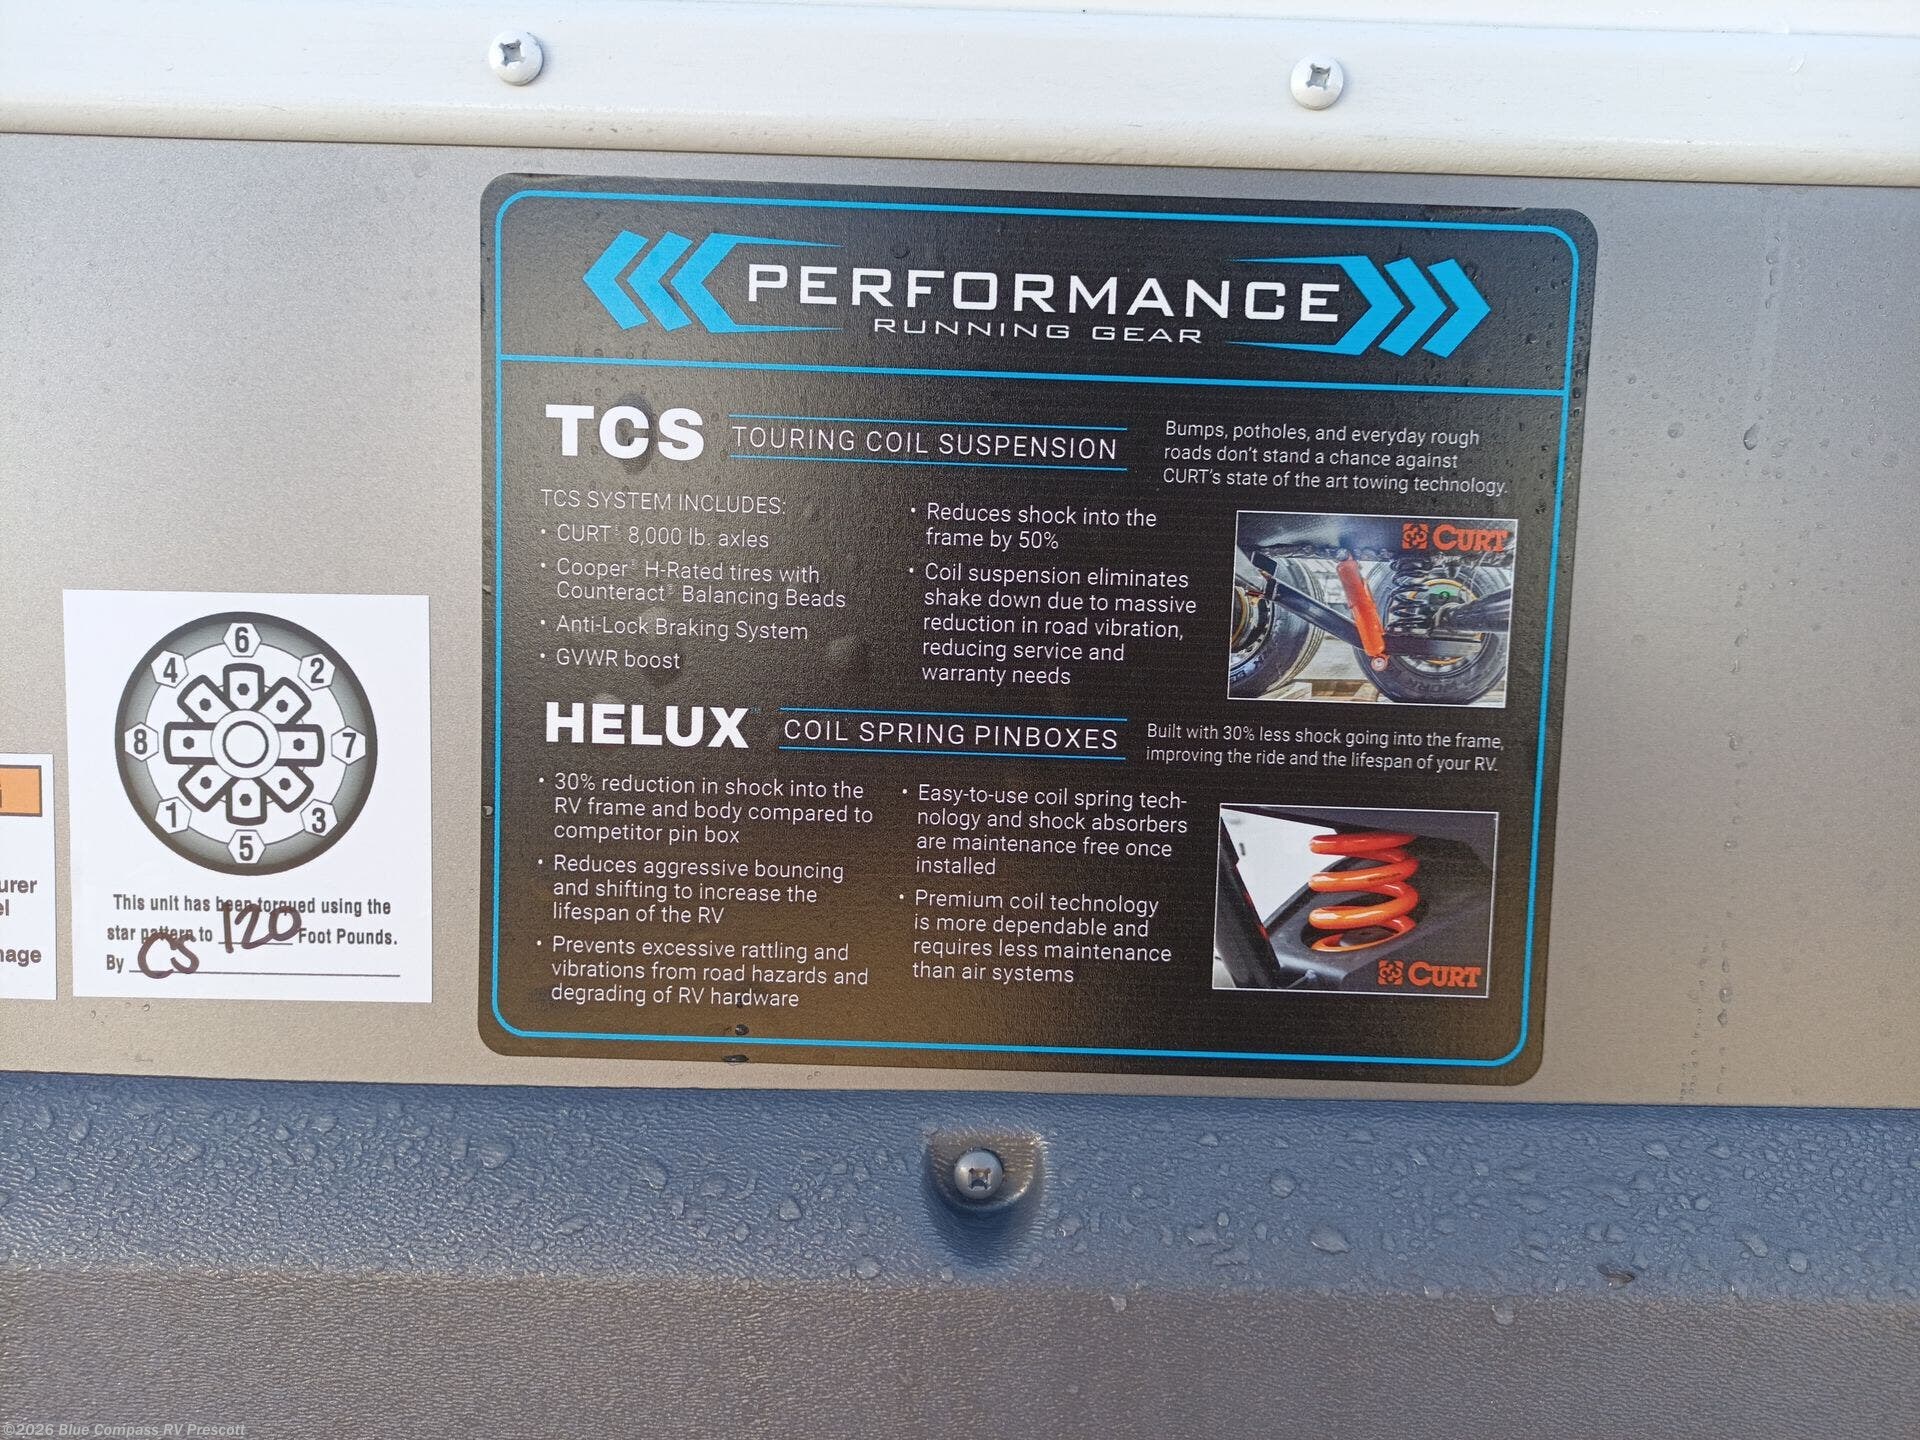 PERFORMANCE
RUNNING GEAR
TCS
TOURING COIL SUSPENSION
Bumps, potholes, and everyday rough
roads don't stand a chance against
CURT's state of the art towing technology.
TCS SYSTEM INCLUDES:
• CURT® 8,000 lb. axles
• Cooper® H-Rated tires with
Counteract® Balancing Beads
• Anti-Lock Braking System
• GVWR boost
• Reduces shock into the
frame by 50%
• Coil suspension eliminates
shake down due to massive
reduction in road vibration,
reducing service and
warranty needs
CURT
HELUX™
COIL SPRING PINBOXES
Built with 30% less shock going into the frame,
improving the ride and the lifespan of your RV.
• 30% reduction in shock into the
RV frame and body compared to
competitor pin box
• Reduces aggressive bouncing
and shifting to increase the
lifespan of the RV
• Prevents excessive rattling and
vibrations from road hazards and
degrading of RV hardware
• Easy-to-use coil spring tech-
nology and shock absorbers
are maintenance free once
installed
• Premium coil technology
is more dependable and
requires less maintenance
than air systems
CURT
6
4 2
8 7
1 3
5
This unit has been torqued using the
star pattern to 120 Foot Pounds.
By CS
©2026 Blue Compass RV Prescott